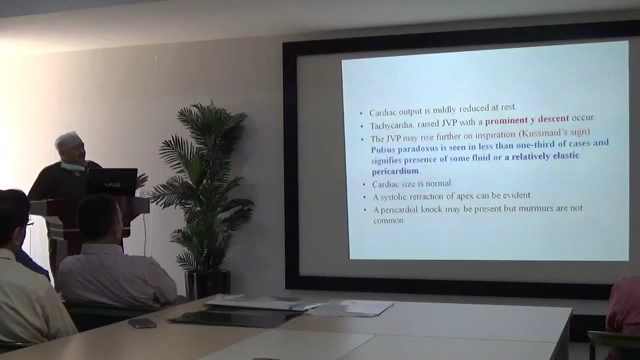 Cardiac output is mildly reduced at rest
Tachycardia, raised JVP with a prominent y descent occur
The JVP may rise further on inspiration (Kussmaul's sign)
Pulsus paradoxus is seen in less than one-third of cases and
signifies presence of some fluid or a relatively elastic
pericardium.
Cardiac size is normal
A systolic retraction of apex can be evident.
A pericardial knock may be present but murmurs are not
common.
VAIO